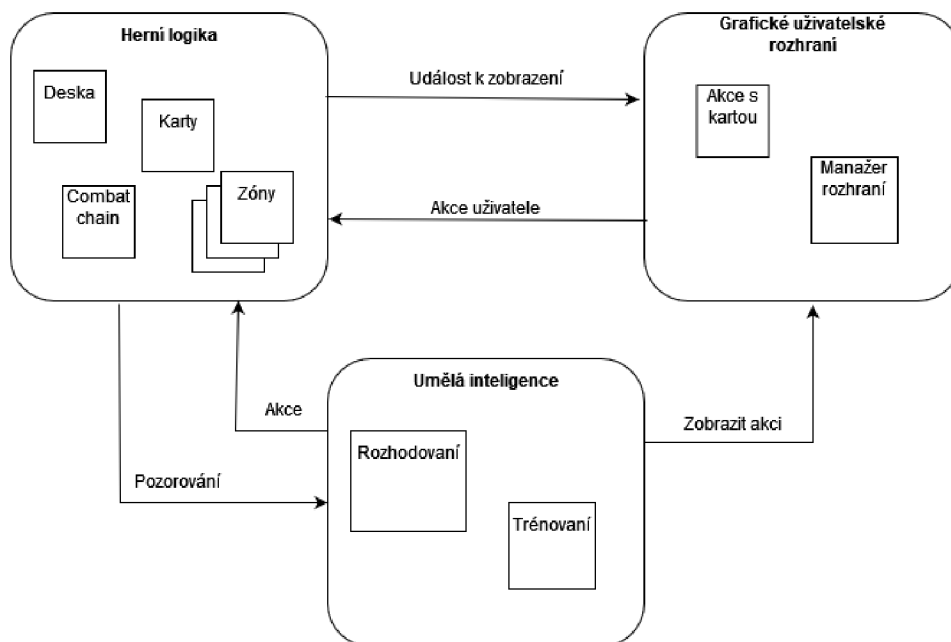 Herní logika
Deska
Karty
Combat
chain
Zóny
Událost k zobrazení
Akce uživatele
Grafické uživatelské
rozhraní
Akce s
kartou
Manažer
rozhraní
Umělá inteligence
Rozhodovaní
Trénovaní
Akce
Pozorování
Zobrazit akci